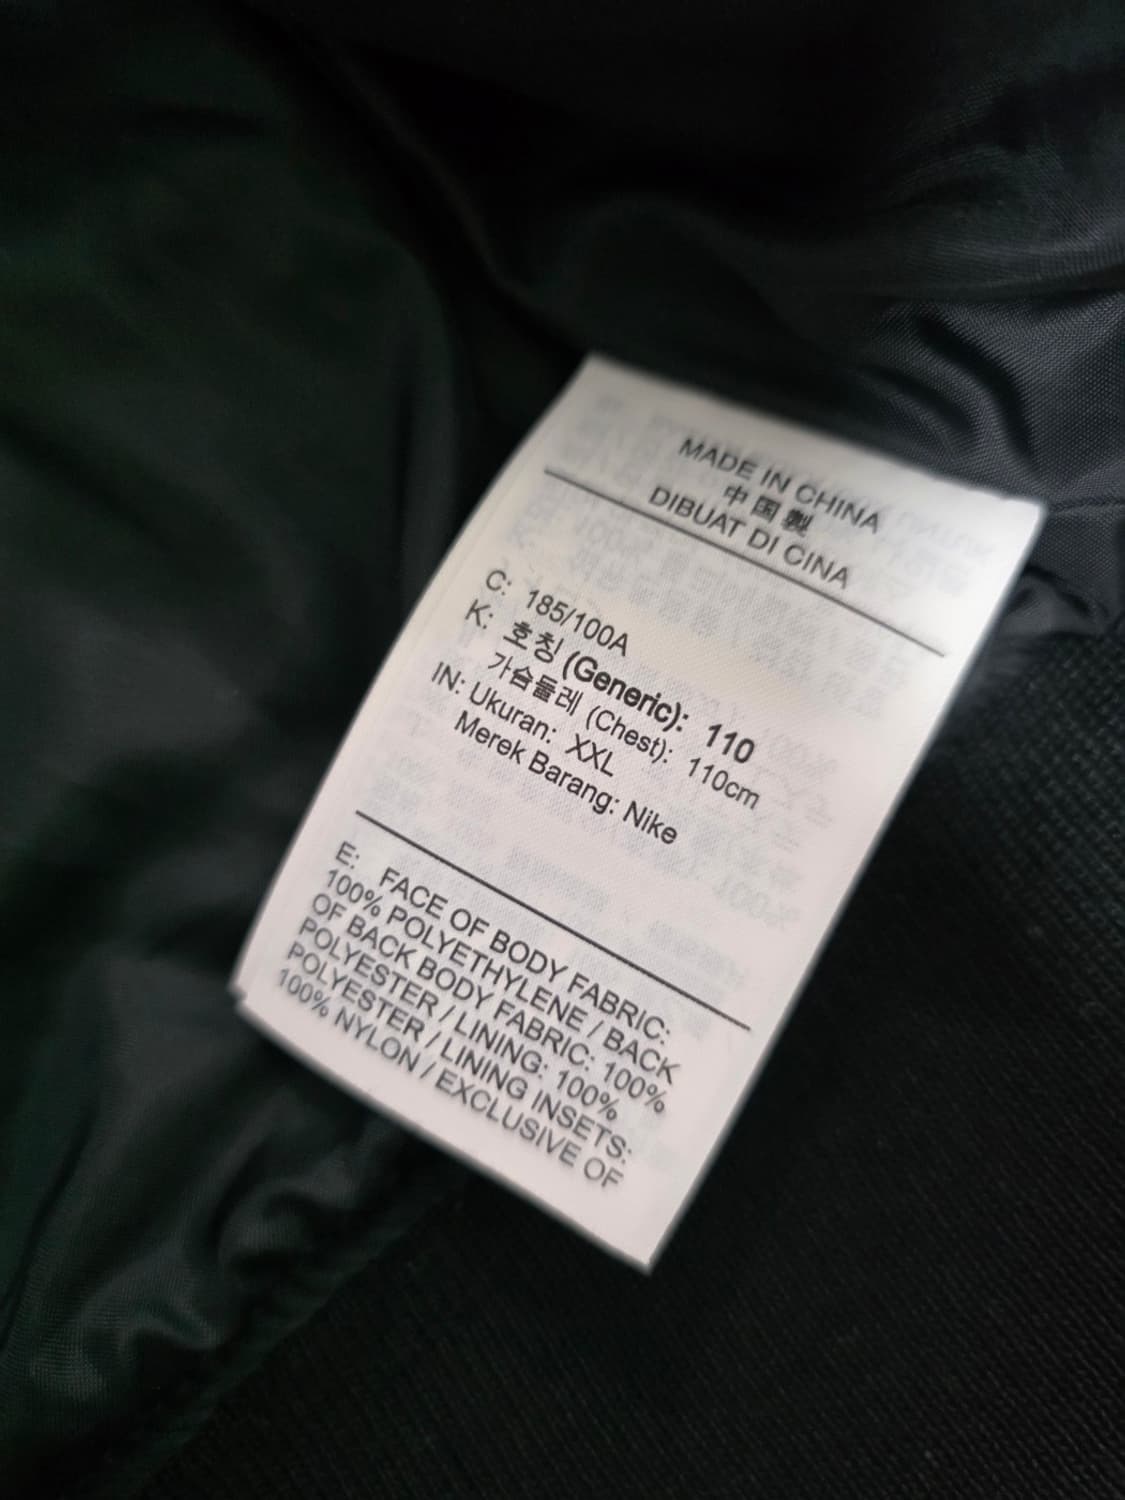 MADE IN CHINA
中国製
DIBUAT DI CINA
C: 185/100A
K: 호칭 (Generic): 110
가슴둘레 (Chest): 110cm
IN: Ukuran: XXL
Merek Barang: Nike
E: FACE OF BODY FABRIC:
100% POLYETHYLENE / BACK
OF BACK BODY FABRIC: 100%
POLYESTER / LINING: 100%
POLYESTER / LINING INSETS:
100% NYLON / EXCLUSIVE OF